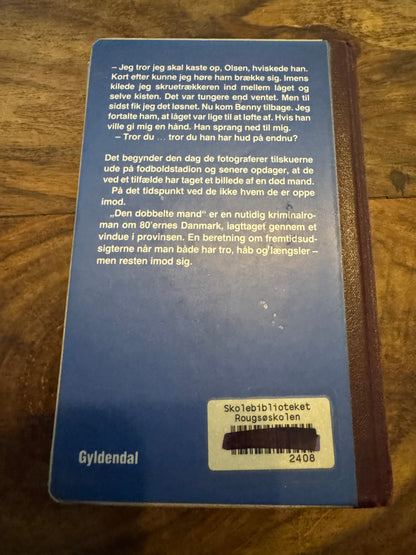 – Jeg tror jeg skal kaste op, Olsen, hviskede han.
Kort efter kunne jeg høre ham brække sig. Imens
kilede jeg skruetrækkeren ind mellem låget og
selve kisten. Det var tungere end ventet. Men til
sidst fik jeg det løsnet. Nu kom Benny tilbage. Jeg
fortalte ham, at låget var lige til at løfte af. Hvis han
ville gi mig en hånd. Han sprang ned til mig.
– Tror du ... tror du han har hud på endnu?
Det begynder den dag de fotograferer tilskuerne
ude på fodboldstadion og senere opdager, at de
ved et tilfælde har taget et billede af en død mand.
På det tidspunkt ved de ikke hvem de er oppe
imod.
„Den dobbelte mand“ er en nutidig kriminalro-
man om 80'ernes Danmark, iagttaget gennem et
vindue i provinsen. En beretning om fremtidsud-
sigterne når man både har tro, håb og længsler –
men resten imod sig.
Skolebiblioteket
Rougsøskolen
2408
Gyldendal